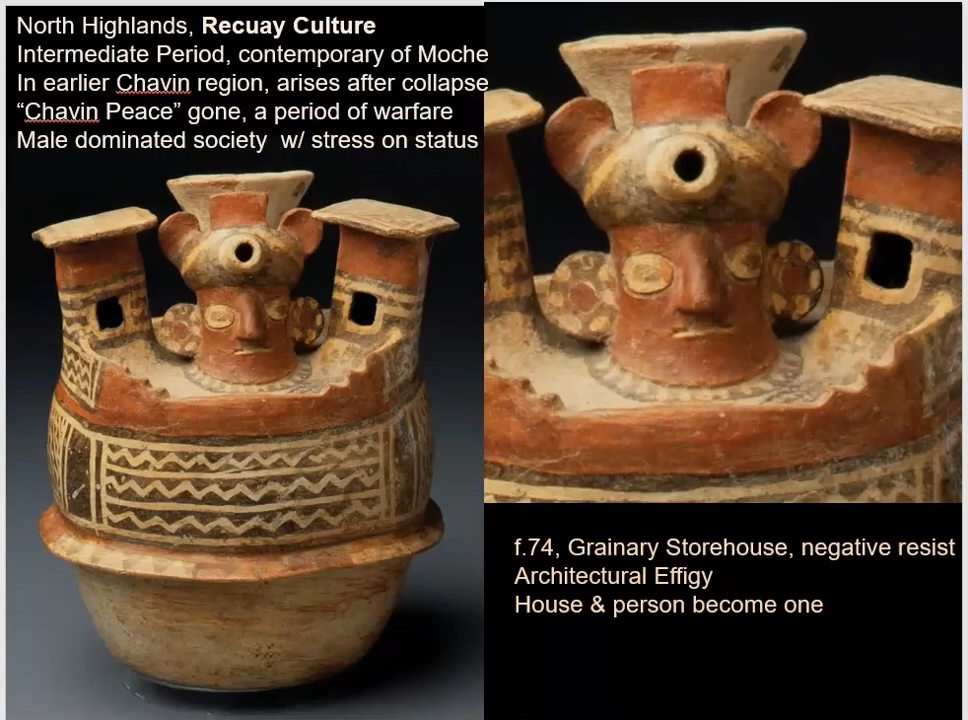 North Highlands, Recuay Culture
Intermediate Period, contemporary of Moche
In earlier Chavin region, arises after collapse
“Chavin Peace” gone, a period of warfare
Male dominated society  w/ stress on status
f.74, Grainary Storehouse, negative resist
Architectural Effigy
House & person become one